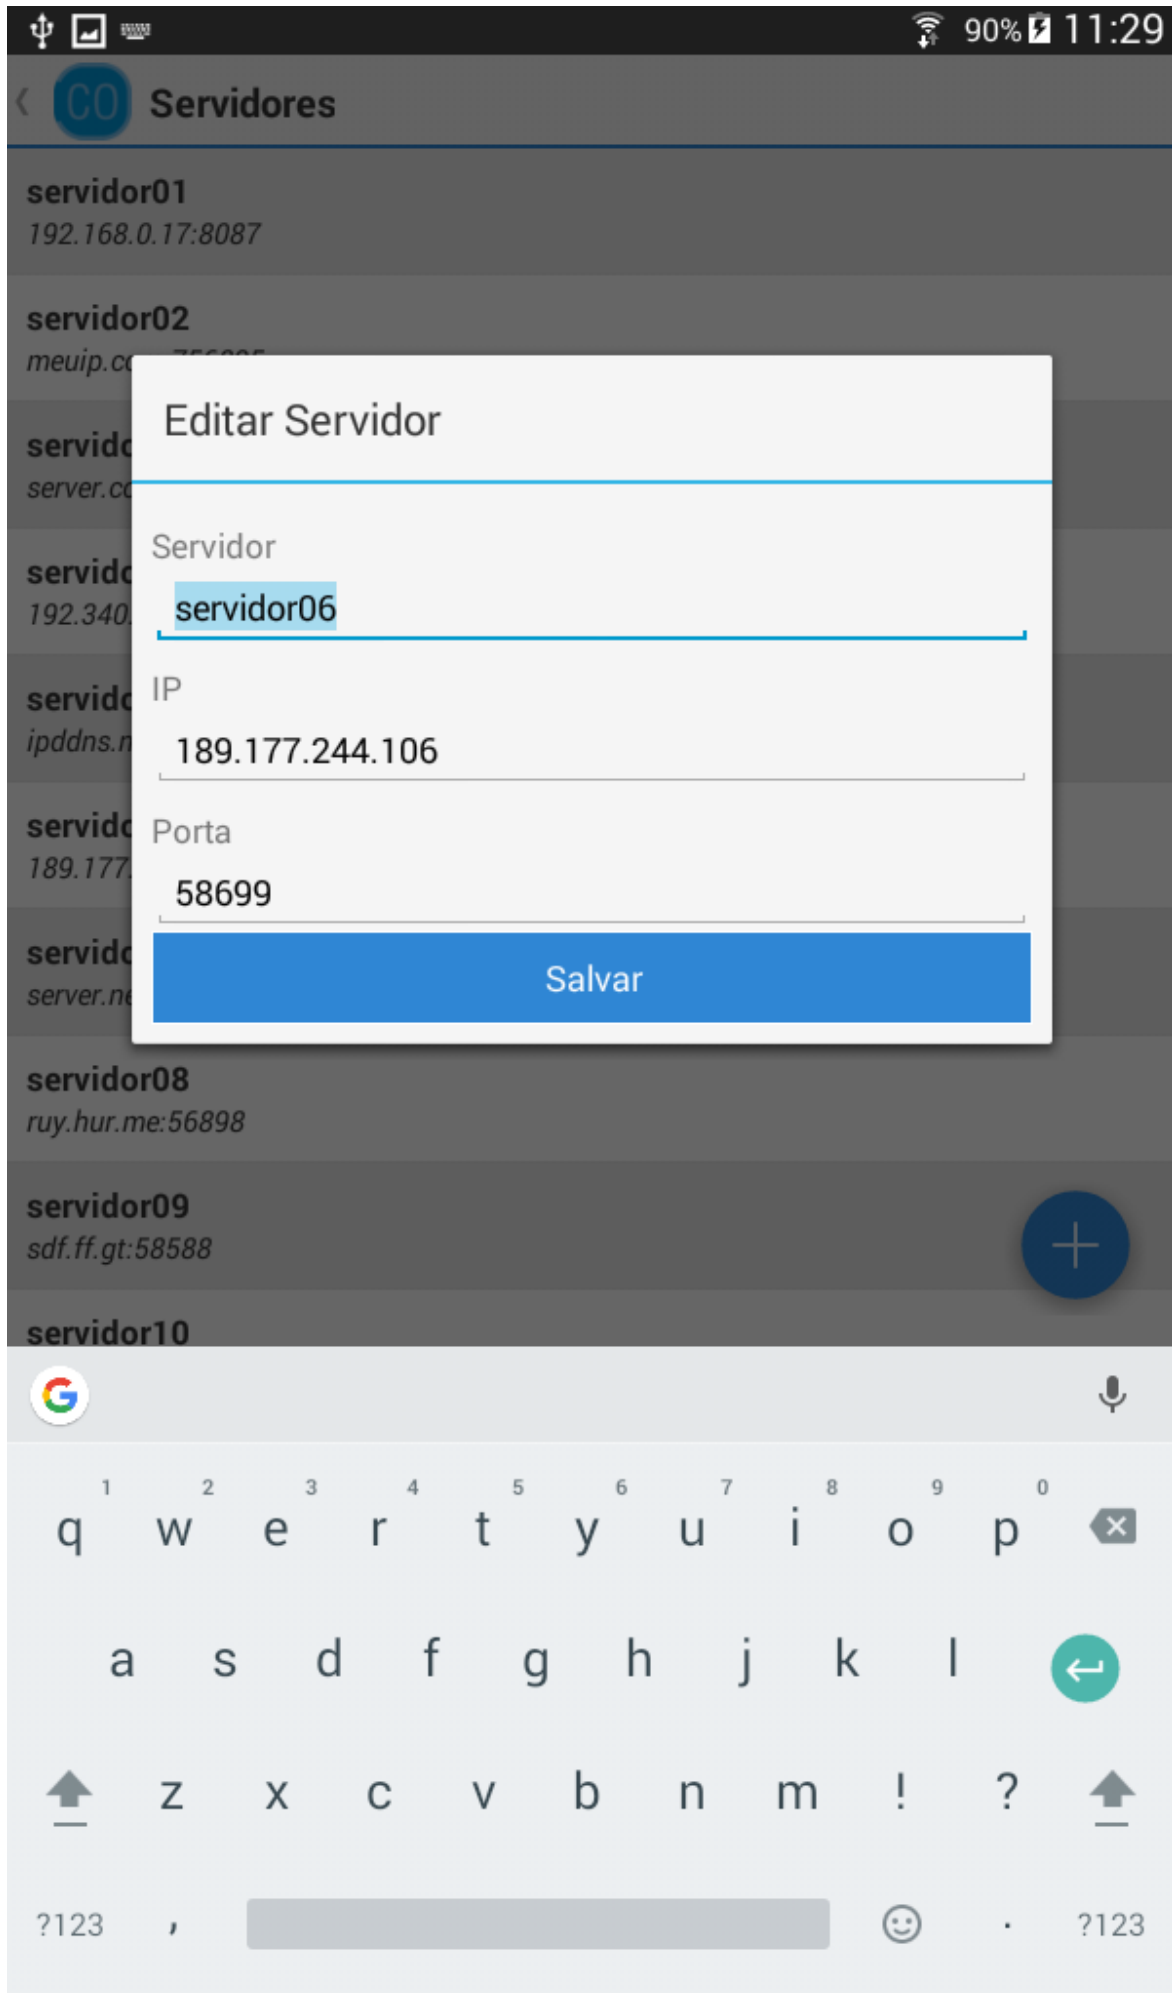 90% 11:29
CO Servidores
servidor01
192.168.0.17:8087
servidor02
Editar Servidor
Servidor
servidor06
IP
189.177.244.106
Porta
58699
Salvar
servidor08
ruy.hur.me:56898
servidor09
sdf.ff.gt:58588
servidor10
1 2 3 4 5 6 7 8 9 0
q w e r t y u i o p
a s d f g h j k l
z x c v b n m ! ?
?123 , . ?123